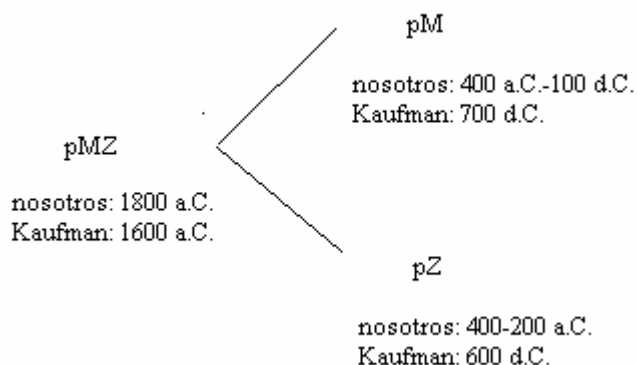 pM
nosotros: 400 a.C.-100 d.C.
Kaufman: 700 d.C.
pMZ
nosotros: 1800 a.C.
Kaufman: 1600 a.C.
pZ
nosotros: 400-200 a.C.
Kaufman: 600 d.C.